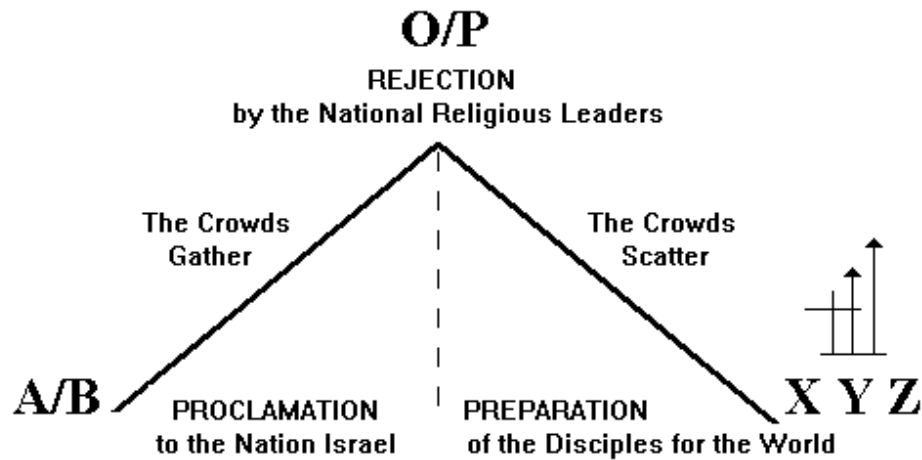 O/P
REJECTION
by the National Religious Leaders
The Crowds
Gather
The Crowds
Scatter
A/B
PROCLAMATION
to the Nation Israel
PREPARATION
of the Disciples for the World
X Y Z